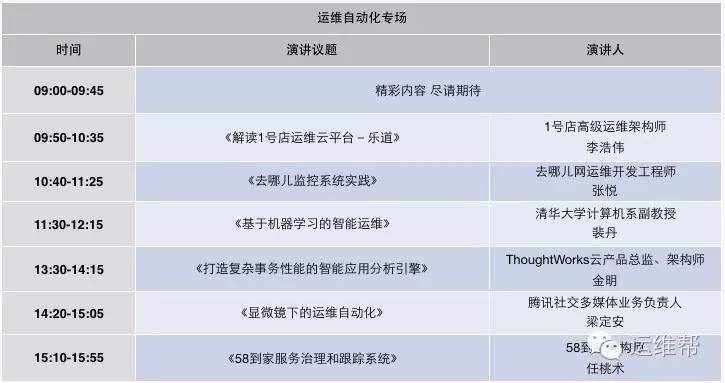 运维自动化专场
时间 演讲议题 演讲人
09:00-09:45 精彩内容 尽请期待
1号店高级运维架构师
09:50-10:35 《解读1号店运维云平台 – 乐道》
李浩伟
去哪儿网运维开发工程师
10:40-11:25 《去哪儿监控系统实践》
张悦
清华大学计算机系副教授
11:30-12:15 《基于机器学习的智能运维》
裴丹
ThoughtWorks云产品总监、架构师
13:30-14:15 《打造复杂事务性能的智能应用分析引擎》
金明
腾讯社交多媒体业务负责人
14:20-15:05 《显微镜下的运维自动化》
梁定安
58到 构
15:10-15:55 《58到家服务治理和跟踪系统》
任桃术
运维帮